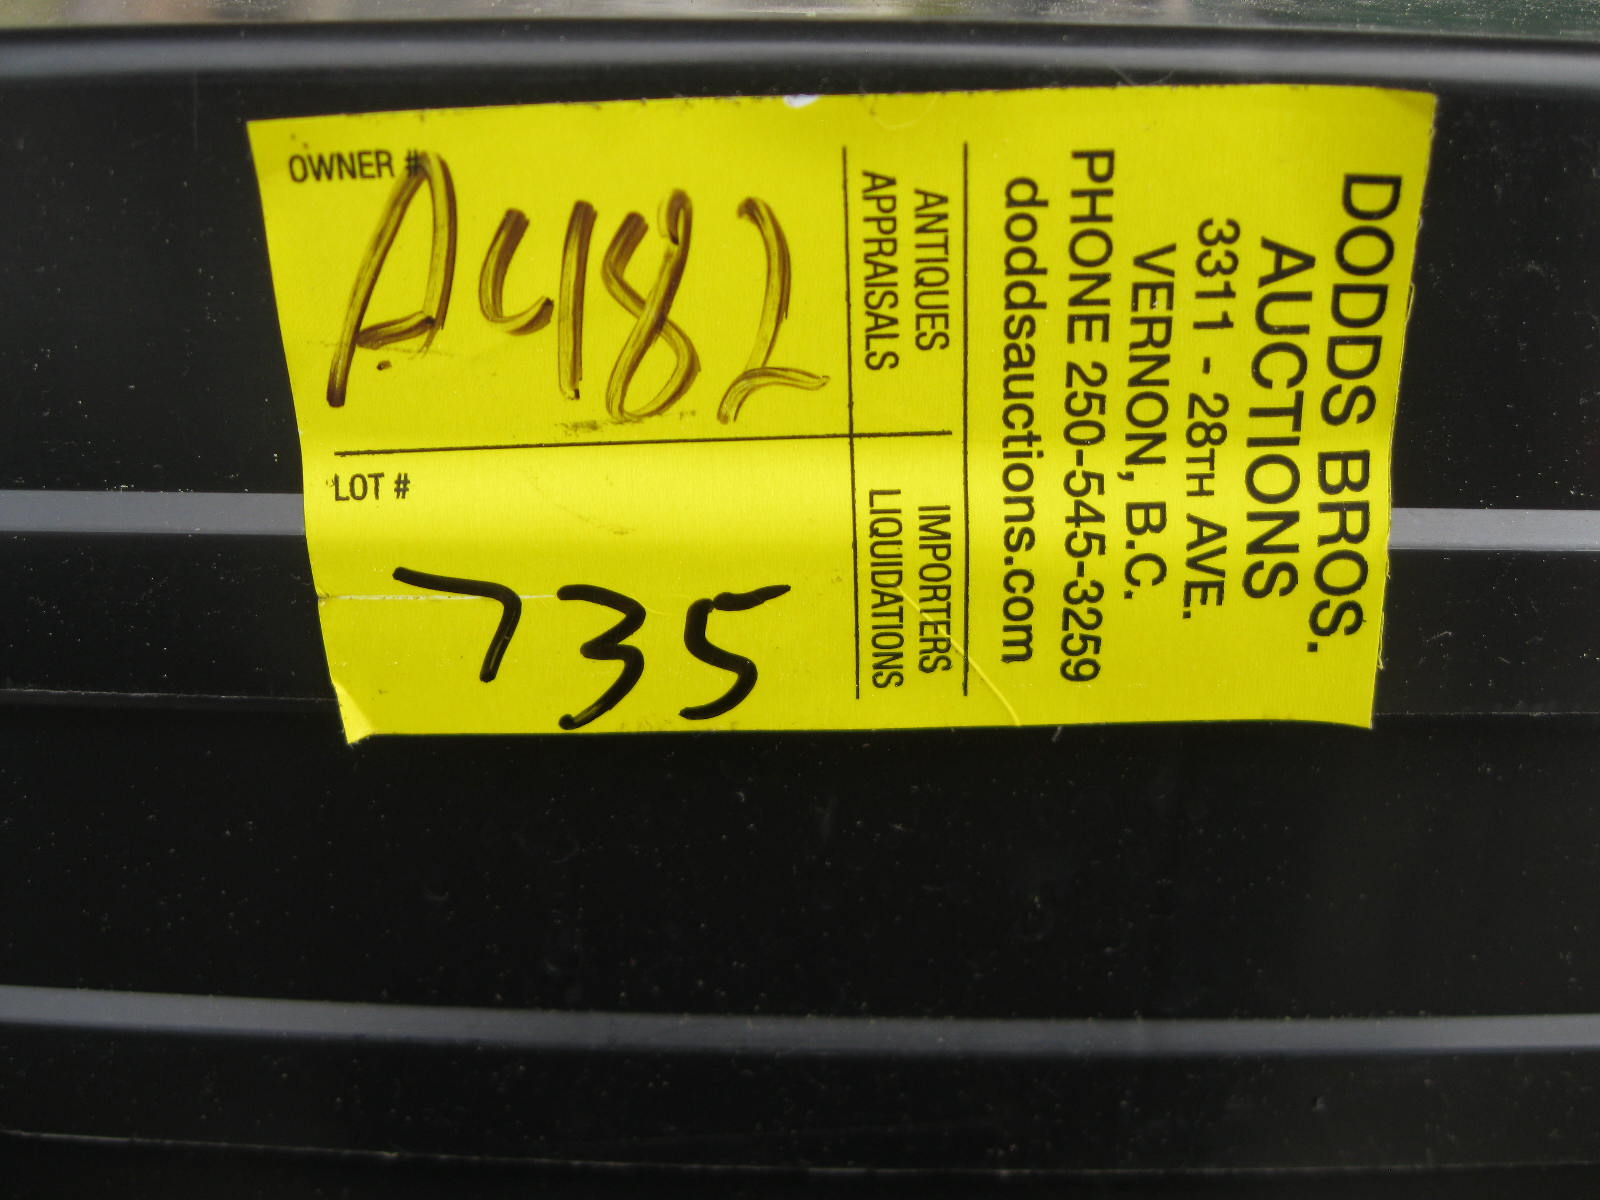 DODDS BROS.
AUCTIONS
3311 - 28TH AVE.
VERNON, B.C.
PHONE 250-545-3259
doddsauctions.com
ANTIQUES IMPORTERS
APPRAISALS LIQUIDATIONS
OWNER #
A482
LOT #
735